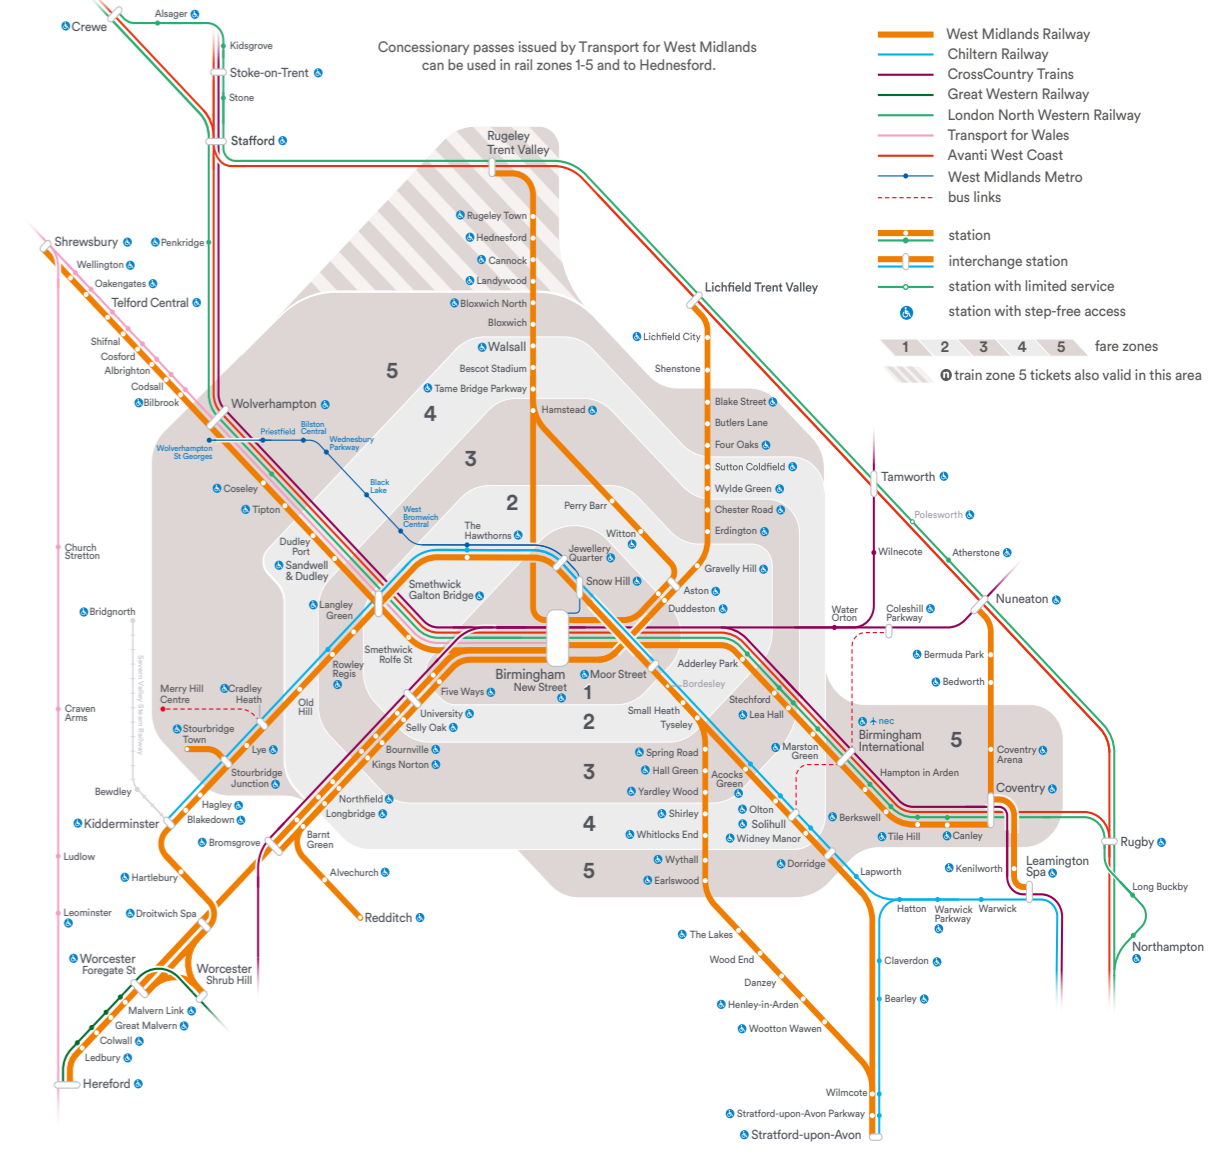 Crewe
Alsager
Kidsgrove
Stoke-on-Trent
Stone
Stafford
Concessionary passes issued by Transport for West Midlands
can be used in rail zones 1-5 and to Hednesford.
West Midlands Railway
Chiltern Railway
CrossCountry Trains
Great Western Railway
London North Western Railway
Transport for Wales
Avanti West Coast
West Midlands Metro
bus links
station
interchange station
station with limited service
station with step-free access
1 2 3 4 5 fare zones
n train zone 5 tickets also valid in this area
Rugeley
Trent Valley
Rugeley Town
Hednesford
Cannock
Landywood
Bloxwich North
Bloxwich
Walsall
Bescot Stadium
Tame Bridge Parkway
Hamstead
Shrewsbury
Penkridge
Wellington
Oakengates
Telford Central
Shifnal
Cosford
Albrighton
Codsall
Bilbrook
Wolverhampton
Lichfield Trent Valley
Lichfield City
Shenstone
Blake Street
Butlers Lane
Four Oaks
Sutton Coldfield
Wylde Green
Chester Road
Erdington
Gravelly Hill
5
4
3
2
Wolverhampton
St Georges
Priestfield
Bilston
Central
Wednesbury
Parkway
Black
Lake
West
Bromwich
Central
Coseley
Tipton
Dudley
Port
Sandwell
& Dudley
Langley
Green
The
Hawthorns
Jewellery
Quarter
Snow Hill
Perry Barr
Witton
Aston
Duddeston
Smethwick
Galton Bridge
Smethwick
Rolfe St
Rowley
Regis
Old
Hill
Cradley
Heath
Merry Hill
Centre
Stourbridge
Town
Lye
Stourbridge
Junction
Hagley
Blakedown
Kidderminster
Hartlebury
Droitwich Spa
Worcester
Foregate St
Worcester
Shrub Hill
Malvern Link
Great Malvern
Colwall
Ledbury
Hereford
Church
Stretton
Craven
Arms
Ludlow
Leominster
Bridgnorth
Severn Valley Steam Railway
Bewdley
Birmingham
New Street
Moor Street
1
2
3
4
5
Five Ways
University
Selly Oak
Bournville
Kings Norton
Northfield
Longbridge
Barnt
Green
Bromsgrove
Alvechurch
Redditch
Adderley Park
Bordesley
Small Heath
Tyseley
Stechford
Lea Hall
Marston
Green
Spring Road
Hall Green
Yardley Wood
Shirley
Whitlocks End
Wythall
Earlswood
The Lakes
Wood End
Danzey
Henley-in-Arden
Wootton Wawen
Acocks
Green
Olton
Solihull
Widney Manor
Dorridge
Lapworth
Hatton
Warwick
Parkway
Warwick
Claverdon
Bearley
Wilmcote
Stratford-upon-Avon Parkway
Stratford-upon-Avon
Tamworth
Polesworth
Atherstone
Wilnecote
Water
Orton
Coleshill
Parkway
Nuneaton
Bermuda Park
Bedworth
nec
Birmingham
International
5
Hampton in Arden
Coventry
Arena
Coventry
Berkswell
Tile Hill
Canley
Kenilworth
Leamington
Spa
Rugby
Long Buckby
Northampton